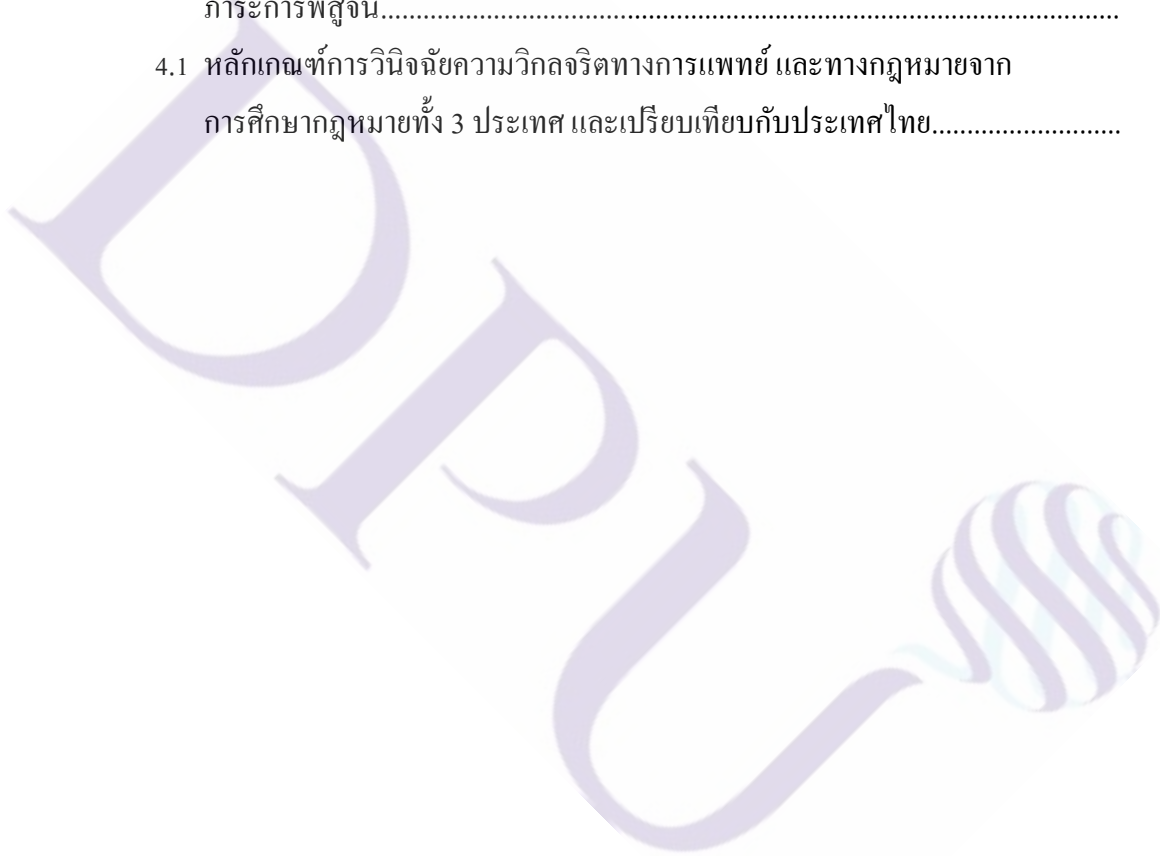 ภาระการพิสูจน์....................................................................................................
4.1 หลักเกณฑ์การวินิจฉัยความวิกลจริตทางการแพทย์ และทางกฎหมายจาก
การศึกษากฎหมายทั้ง 3 ประเทศ และเปรียบเทียบกับประเทศไทย...........................
DPU